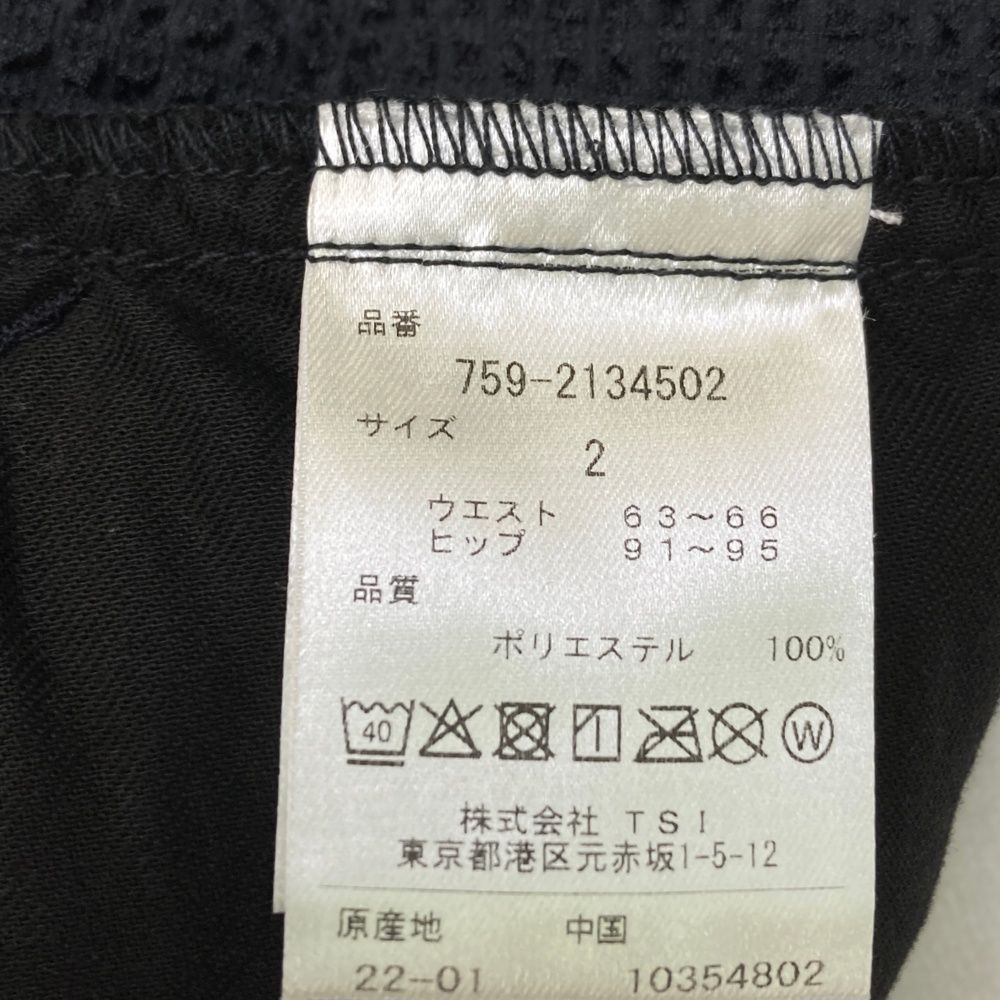 品番
759-2134502
サイズ
2
ウエスト 63～66
ヒップ 91～95
品質
ポリエステル 100%
40 W
株式会社 TSI
東京都港区元赤坂1-5-12
原産地 中国
22--01 10354802